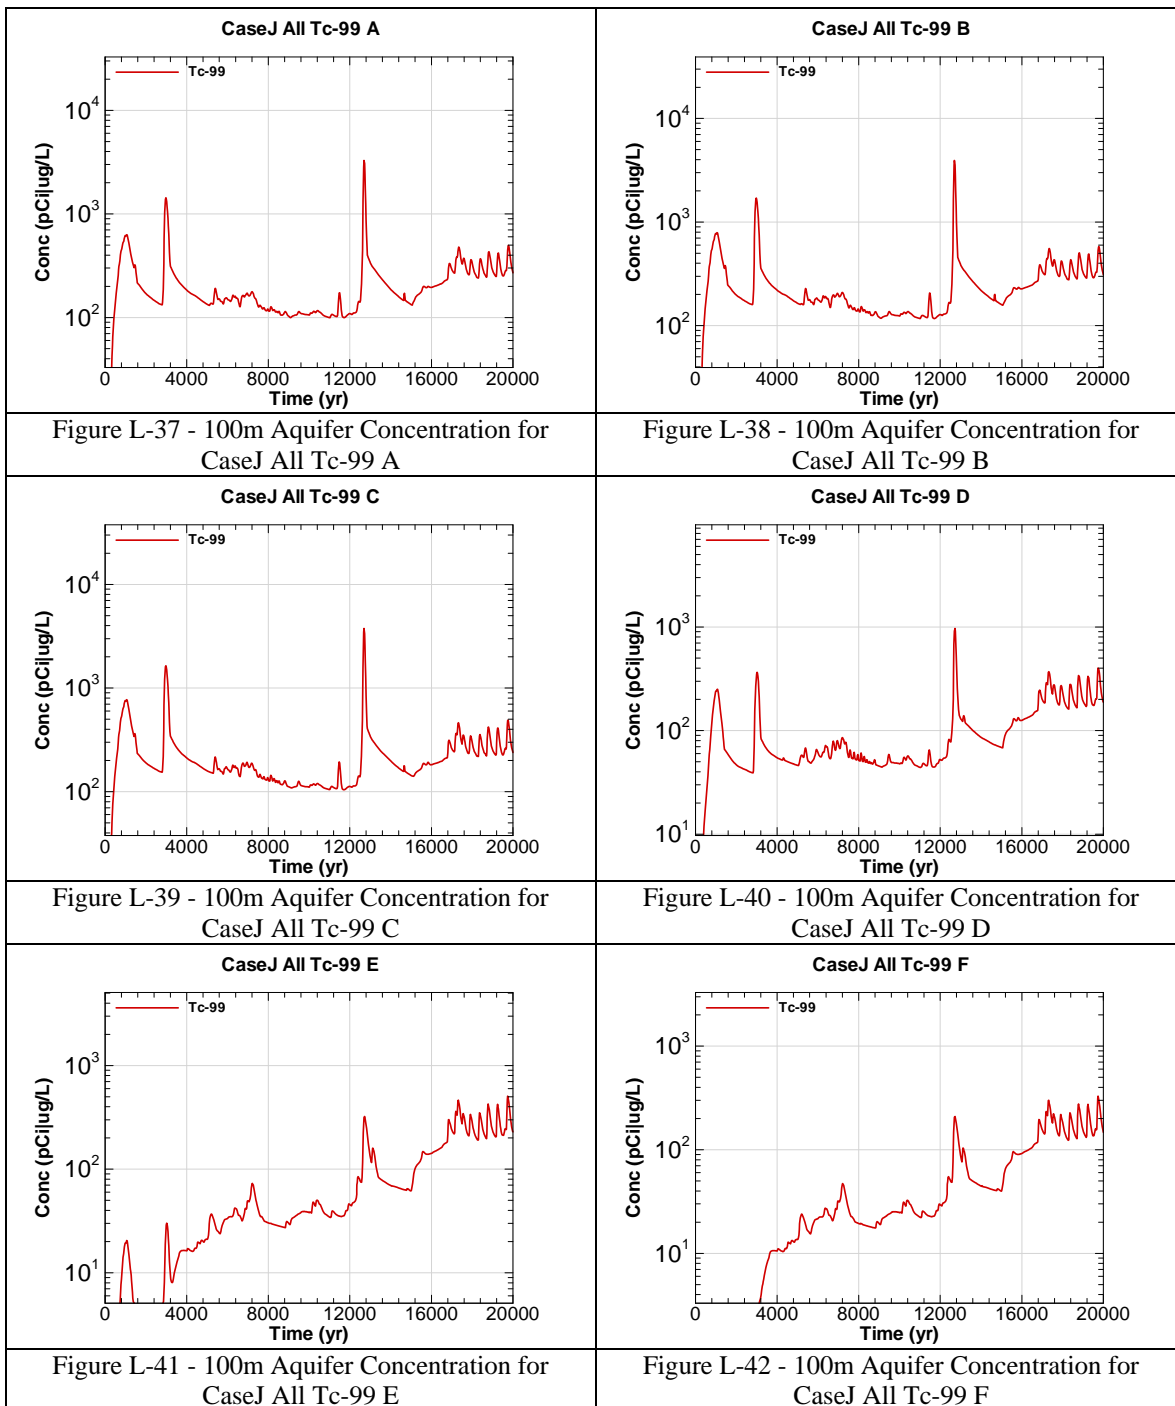 CaseJ All Tc-99 A
Tc-99
10^4
10^3
10^2
Conc (pCi|ug/L)
0 4000 8000 12000 16000 20000
Time (yr)
Figure L-37 - 100m Aquifer Concentration for
CaseJ All Tc-99 A
CaseJ All Tc-99 B
Tc-99
10^4
10^3
10^2
Conc (pCi|ug/L)
0 4000 8000 12000 16000 20000
Time (yr)
Figure L-38 - 100m Aquifer Concentration for
CaseJ All Tc-99 B
CaseJ All Tc-99 C
Tc-99
10^4
10^3
10^2
Conc (pCi|ug/L)
0 4000 8000 12000 16000 20000
Time (yr)
Figure L-39 - 100m Aquifer Concentration for
CaseJ All Tc-99 C
CaseJ All Tc-99 D
Tc-99
10^3
10^2
10^1
Conc (pCi|ug/L)
0 4000 8000 12000 16000 20000
Time (yr)
Figure L-40 - 100m Aquifer Concentration for
CaseJ All Tc-99 D
CaseJ All Tc-99 E
Tc-99
10^3
10^2
10^1
Conc (pCi|ug/L)
0 4000 8000 12000 16000 20000
Time (yr)
Figure L-41 - 100m Aquifer Concentration for
CaseJ All Tc-99 E
CaseJ All Tc-99 F
Tc-99
10^3
10^2
10^1
Conc (pCi|ug/L)
0 4000 8000 12000 16000 20000
Time (yr)
Figure L-42 - 100m Aquifer Concentration for
CaseJ All Tc-99 F